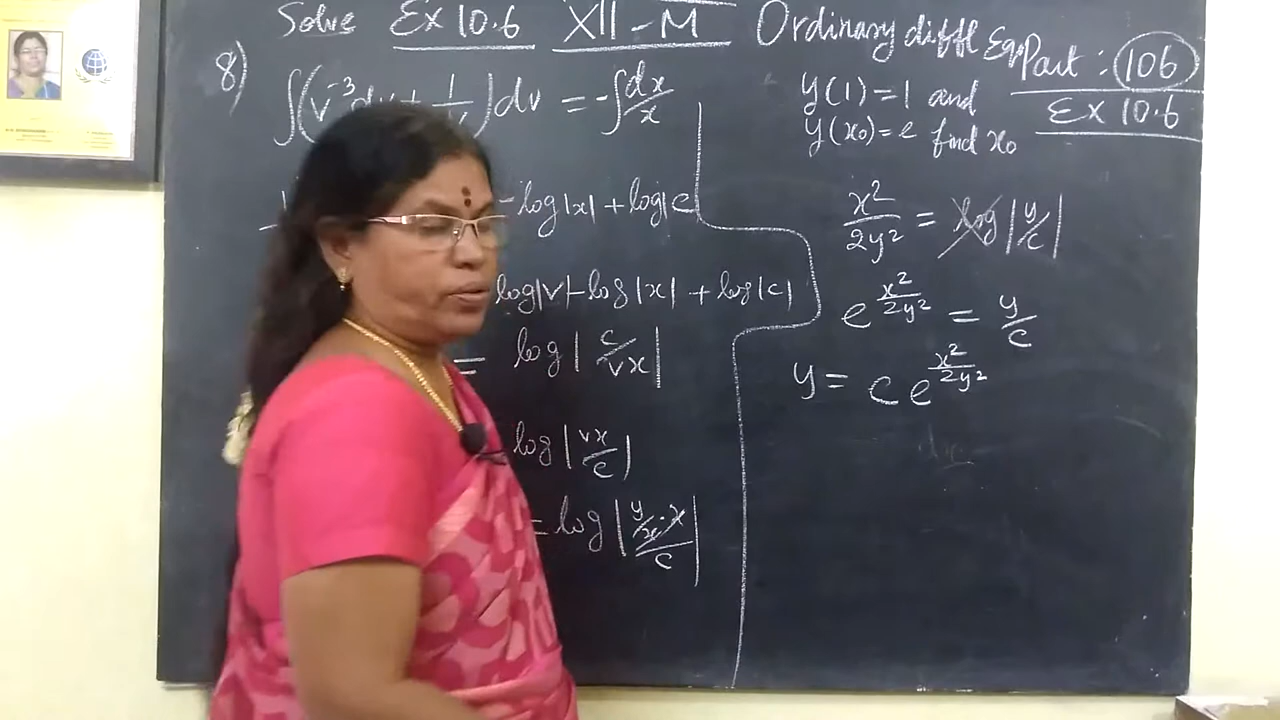 Solve Ex 10.6 XII - M Ordinary diffl Eqn Part : 106
Ex 10.6
8)
∫(v⁻³dv + 1/ )dv = -∫dx/x
-log|x| + log|c
log|v|-log|x| + log|c|
= log|c/vx|
log|vx/c|
= log|y/x·x/c|
y(1)=1 and
y(x₀)=e find x₀
x²/2y² = log|y/c|
e^(x²/2y²) = y/c
y = c e^(x²/2y²)